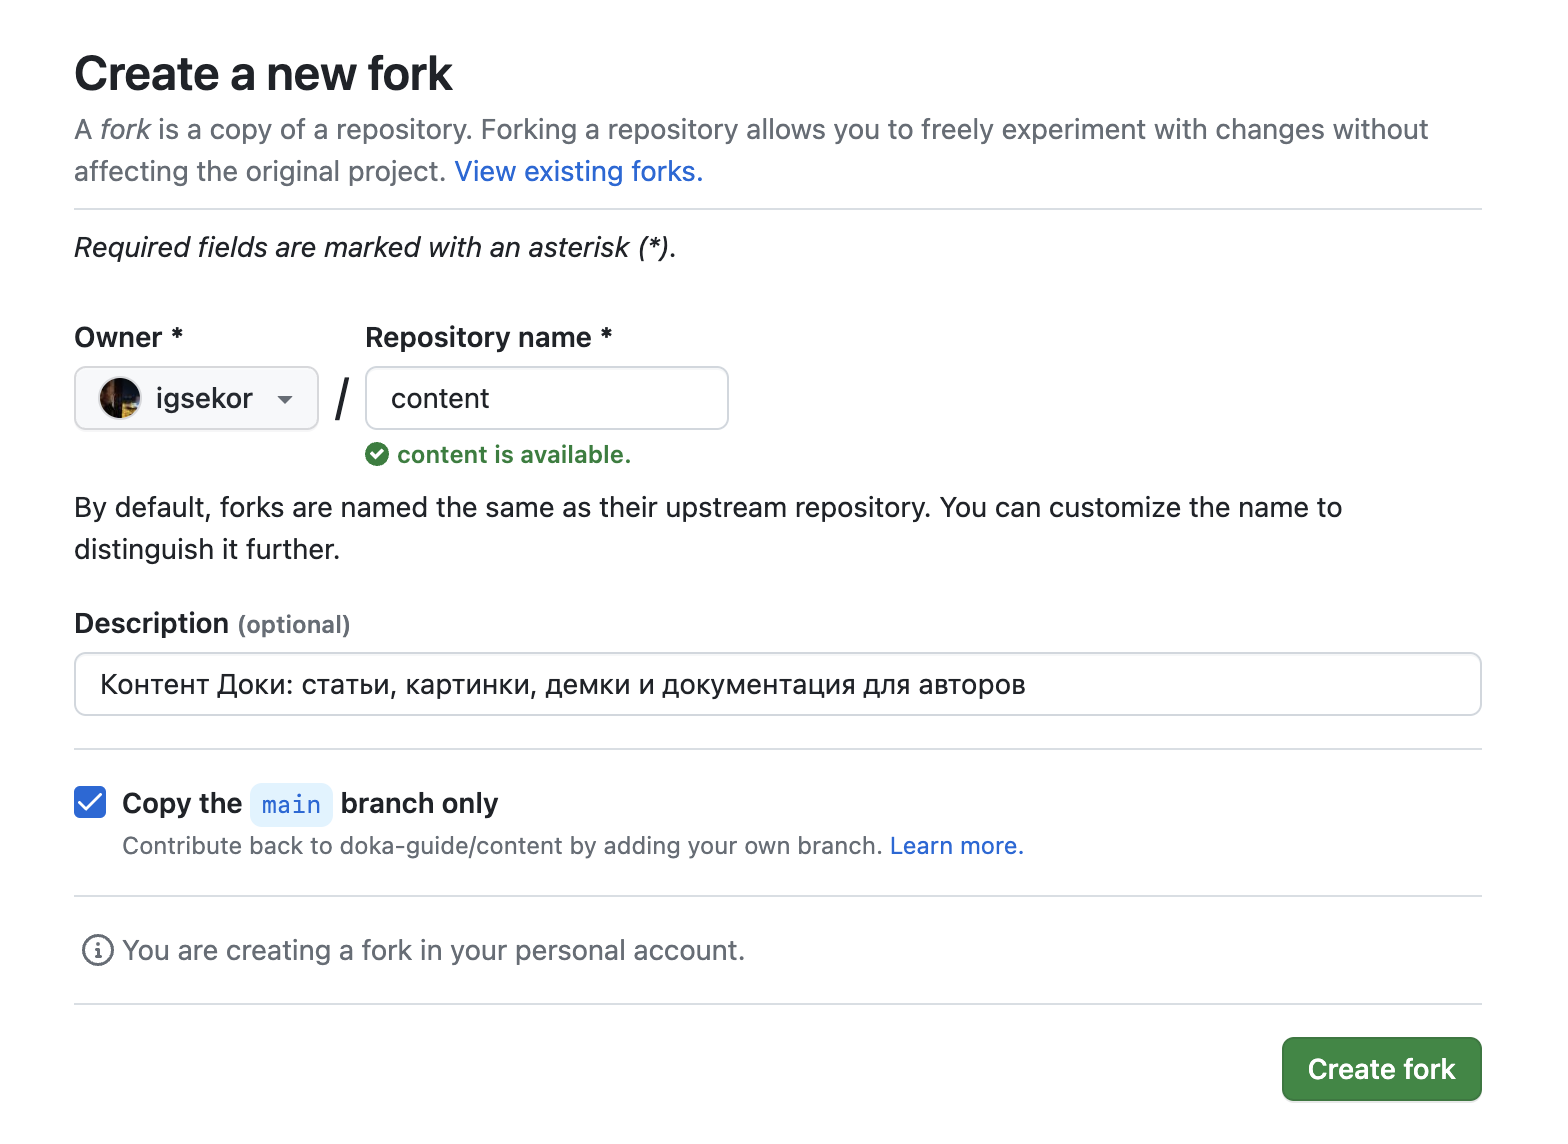 Create a new fork
A fork is a copy of a repository. Forking a repository allows you to freely experiment with changes without
affecting the original project. View existing forks.
Required fields are marked with an asterisk (*).
Owner *
Repository name *
igsekor
/
content
content is available.
By default, forks are named the same as their upstream repository. You can customize the name to
distinguish it further.
Description (optional)
Контент Доки: статьи, картинки, демки и документация для авторов
Copy the main branch only
Contribute back to doka-guide/content by adding your own branch. Learn more.
You are creating a fork in your personal account.
Create fork